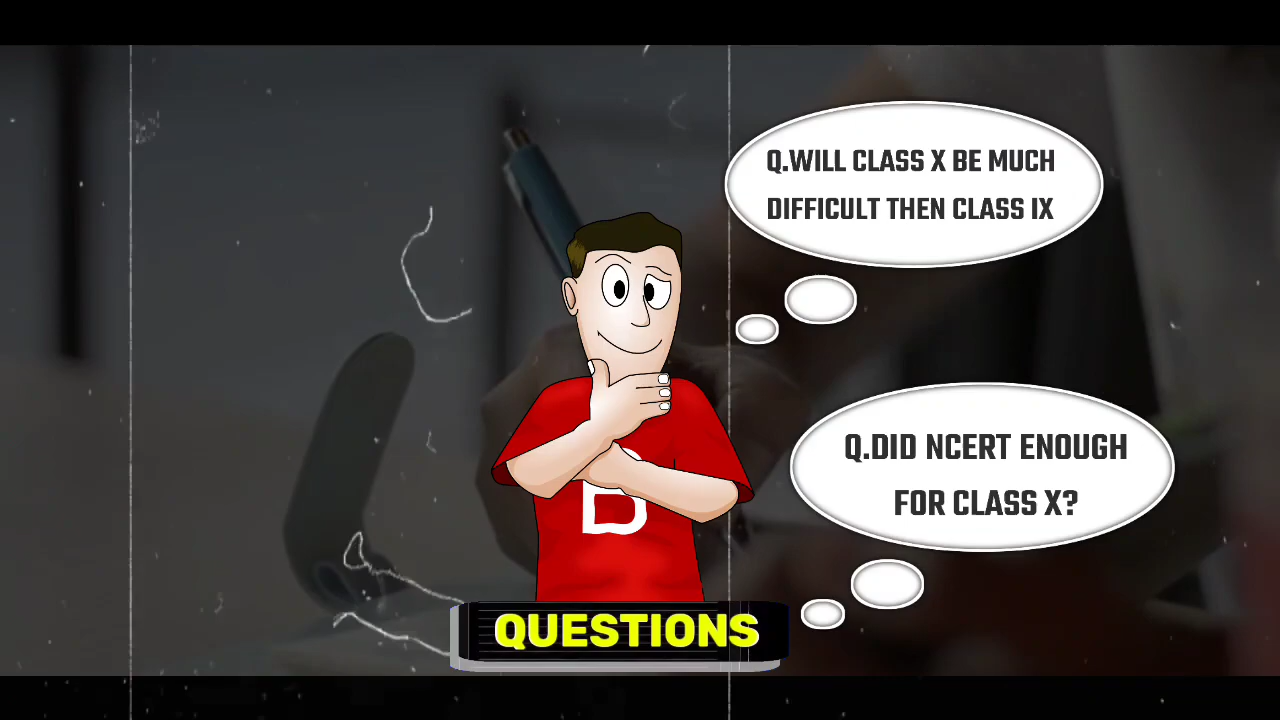 Q.WILL CLASS X BE MUCH
DIFFICULT THEN CLASS IX
Q.DID NCERT ENOUGH
FOR CLASS X?
B
QUESTIONS